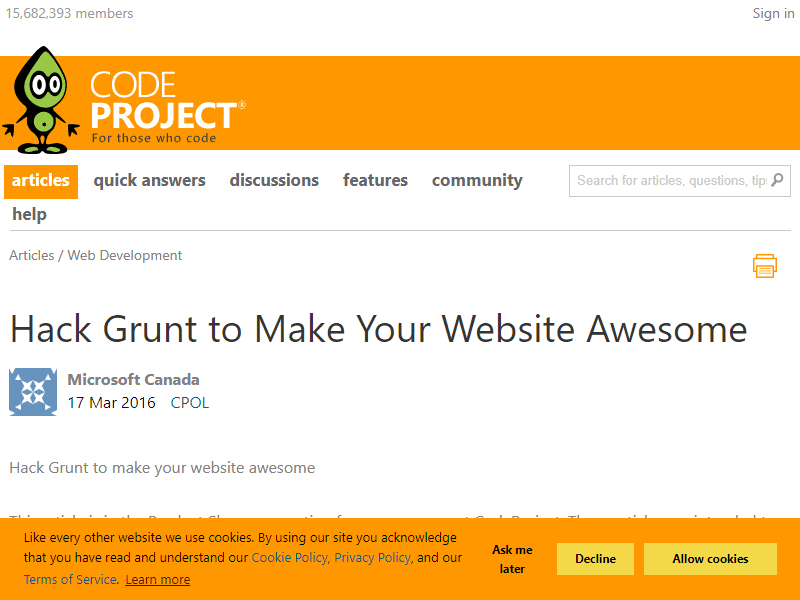 15,682,393 members
Sign in
CODE
PROJECT®
For those who code
articles quick answers discussions features community
Search for articles, questions, tips
help
Articles / Web Development
Hack Grunt to Make Your Website Awesome
Microsoft Canada
17 Mar 2016 CPOL
Hack Grunt to make your website awesome
Like every other website we use cookies. By using our site you acknowledge
that you have read and understand our Cookie Policy, Privacy Policy, and our
Terms of Service. Learn more
Ask me
later
Decline
Allow cookies